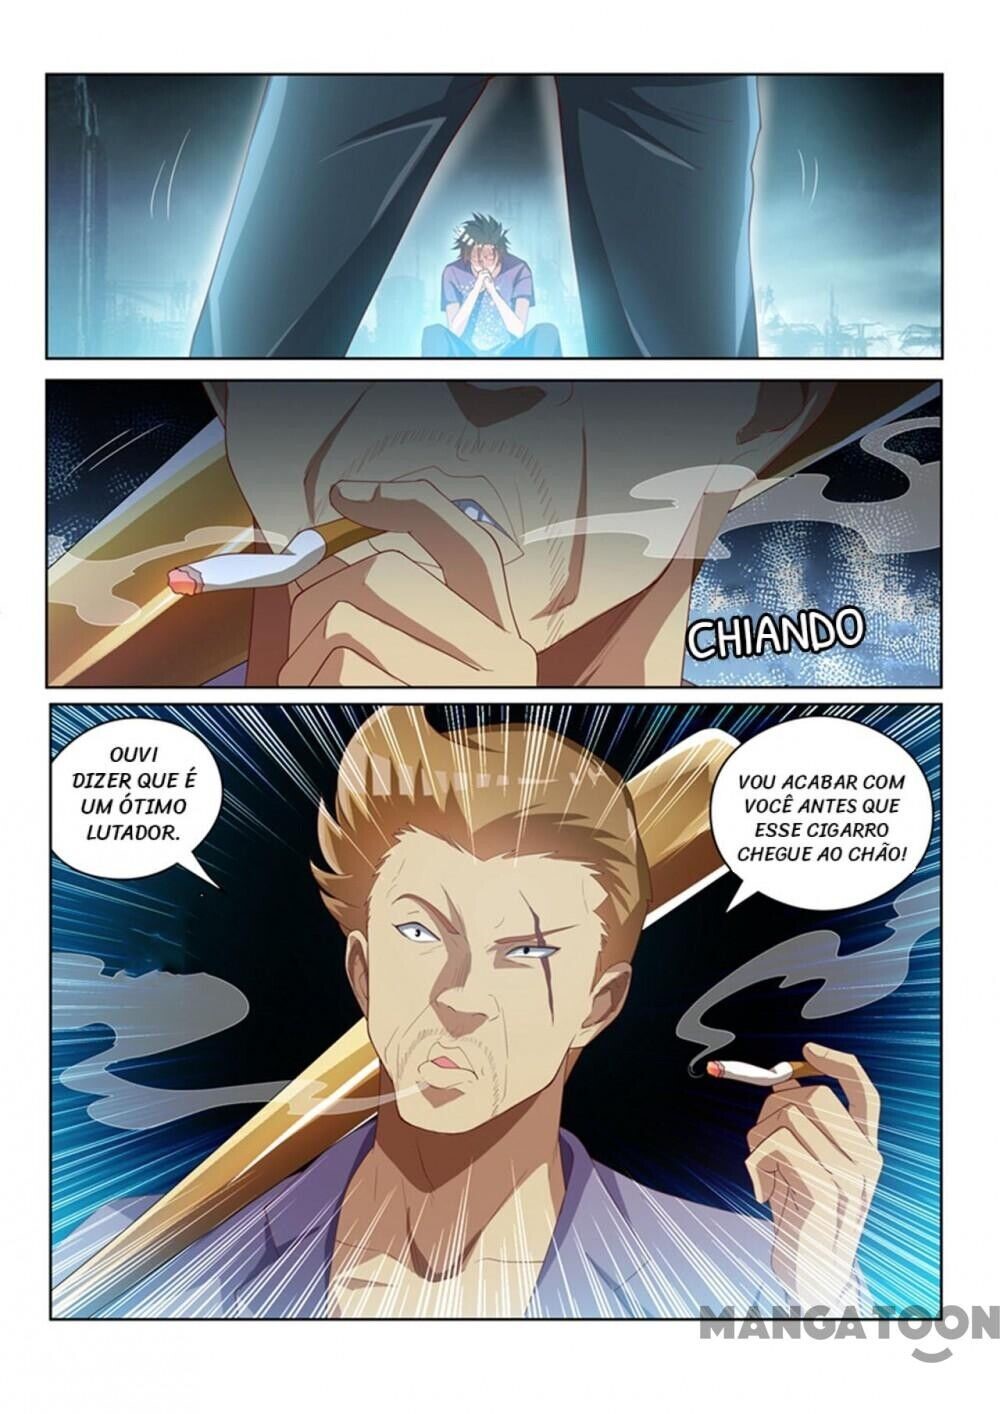 CHIANDO
OUVI
DIZER QUE É
UM ÓTIMO
LUTADOR.
VOU ACABAR COM
VOCÊ ANTES QUE
ESSE CIGARRO
CHEGUE AO CHÃO!
MANGATOON